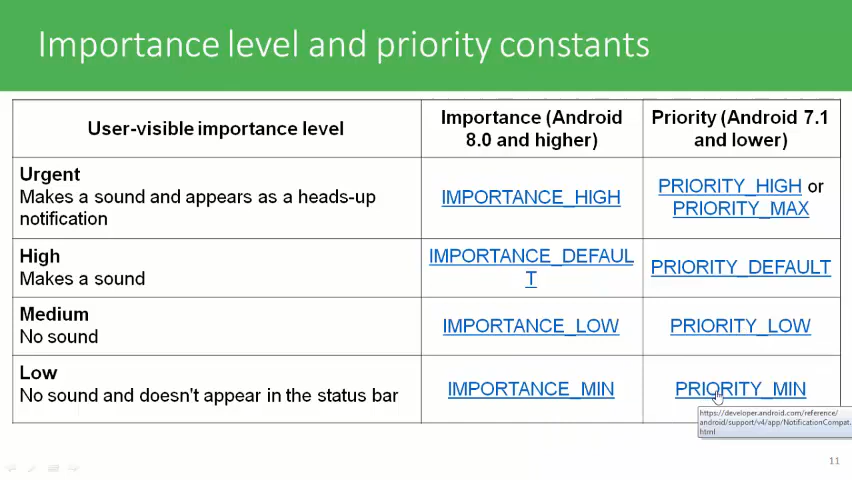 Importance level and priority constants
User-visible importance level
Importance (Android
8.0 and higher)
Priority (Android 7.1
and lower)
Urgent
Makes a sound and appears as a heads-up
notification
IMPORTANCE_HIGH
PRIORITY_HIGH or
PRIORITY_MAX
High
Makes a sound
IMPORTANCE_DEFAUL
T
PRIORITY_DEFAULT
Medium
No sound
IMPORTANCE_LOW
PRIORITY_LOW
Low
No sound and doesn't appear in the status bar
IMPORTANCE_MIN
PRIORITY_MIN
https://developer.android.com/reference/
android/support/v4/app/NotificationCompat.
html
11